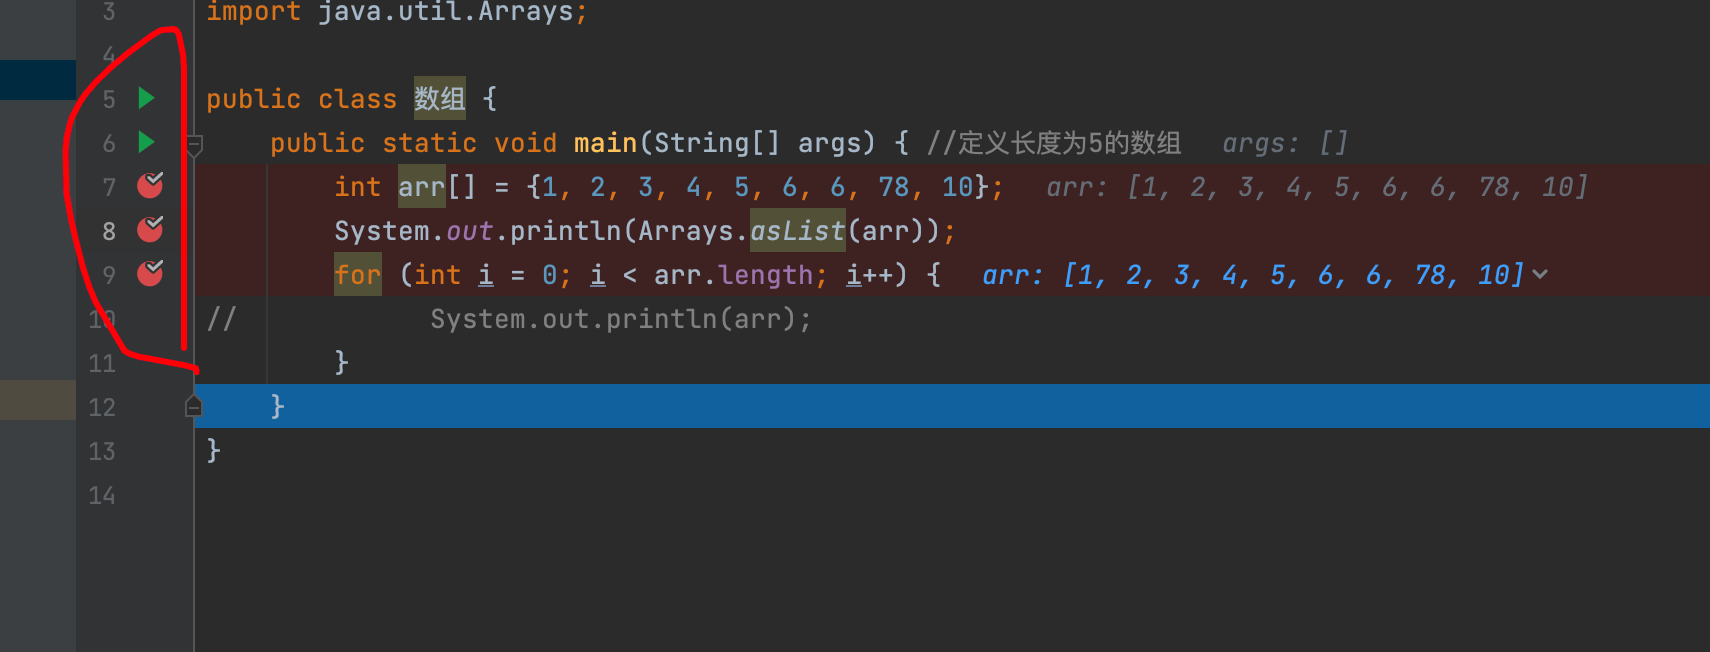 3 import java.util.Arrays;
4
5 public class 数组 {
6 public static void main(String[] args) { //定义长度为5的数组 args: []
7 int arr[] = {1, 2, 3, 4, 5, 6, 6, 78, 10}; arr: [1, 2, 3, 4, 5, 6, 6, 78, 10]
8 System.out.println(Arrays.asList(arr));
9 for (int i = 0; i < arr.length; i++) { arr: [1, 2, 3, 4, 5, 6, 6, 78, 10]
10 // System.out.println(arr);
11 }
12 }
13 }
14